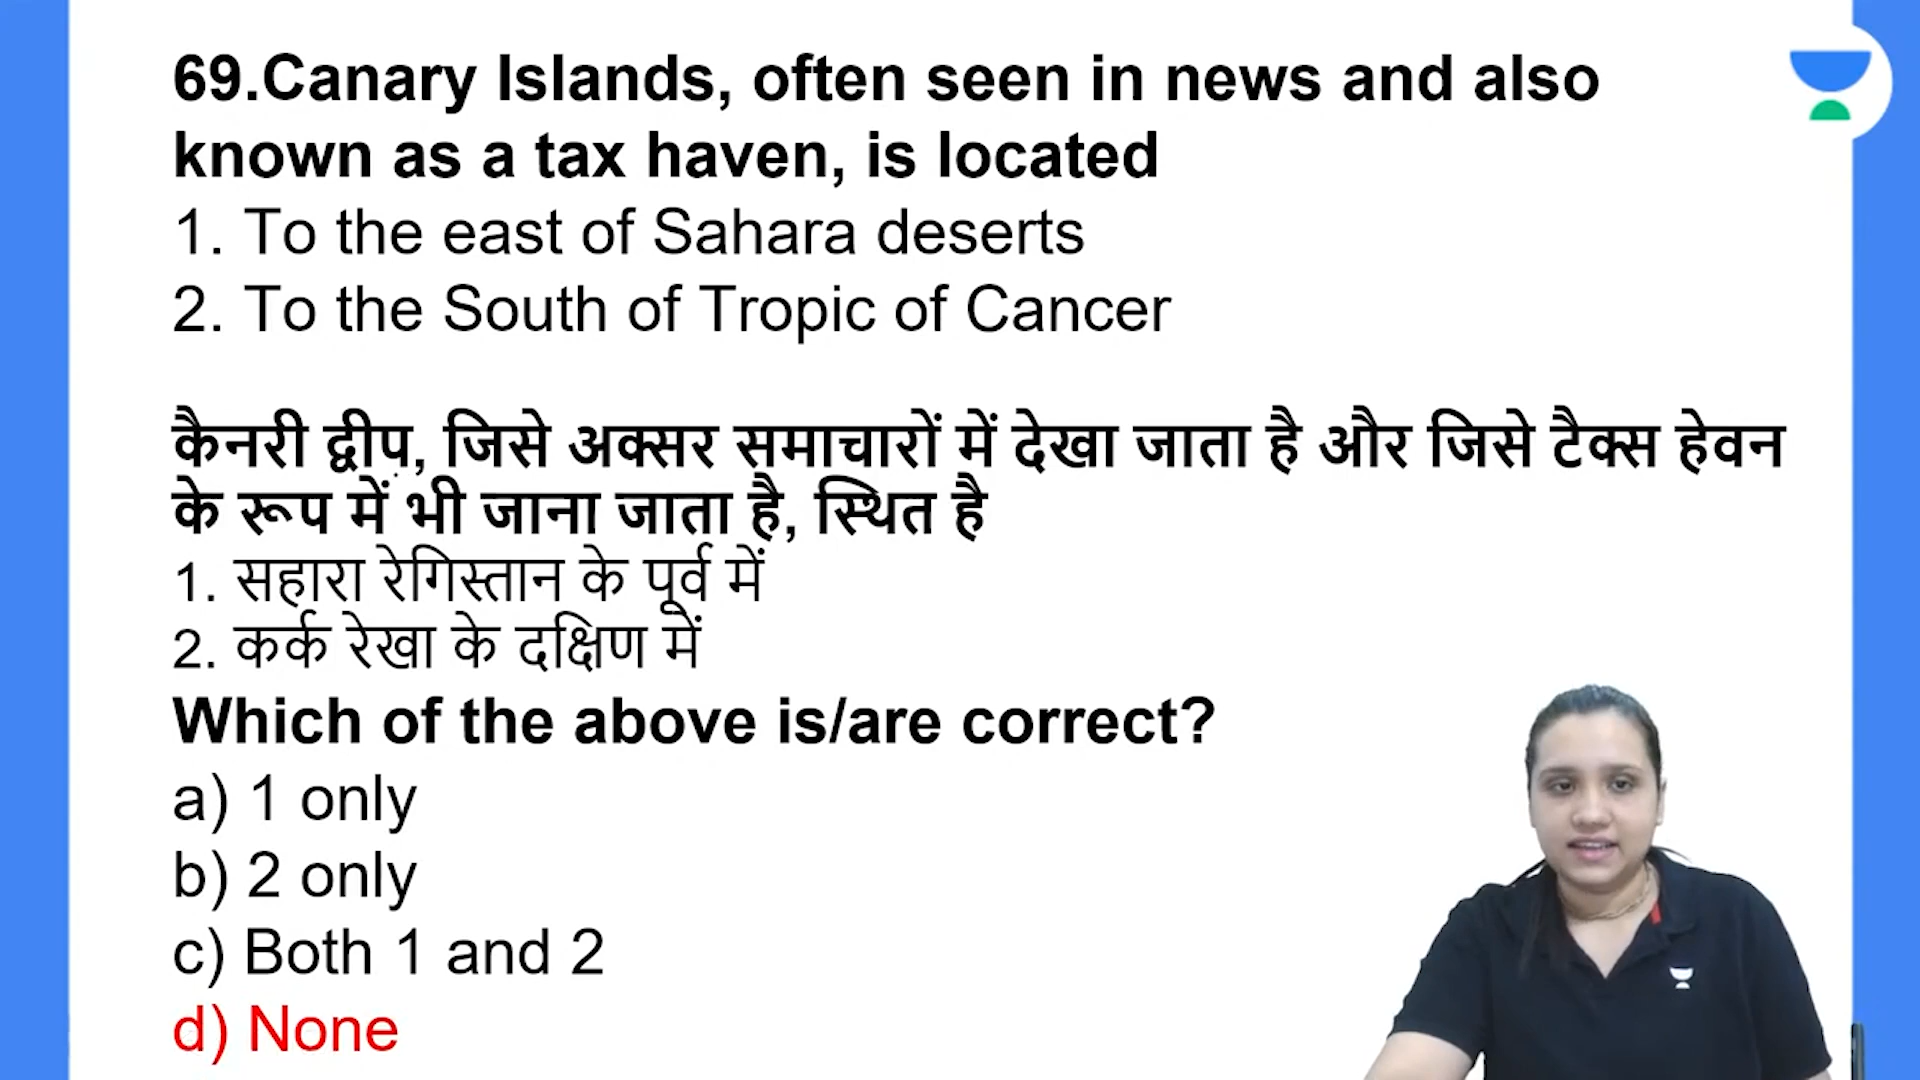 69.Canary Islands, often seen in news and also
known as a tax haven, is located
1. To the east of Sahara deserts
2. To the South of Tropic of Cancer
कैनरी द्वीप, जिसे अक्सर समाचारों में देखा जाता है और जिसे टैक्स हेवन
के रूप में भी जाना जाता है, स्थित है
1. सहारा रेगिस्तान के पूर्व में
2. कर्क रेखा के दक्षिण में
Which of the above is/are correct?
a) 1 only
b) 2 only
c) Both 1 and 2
d) None